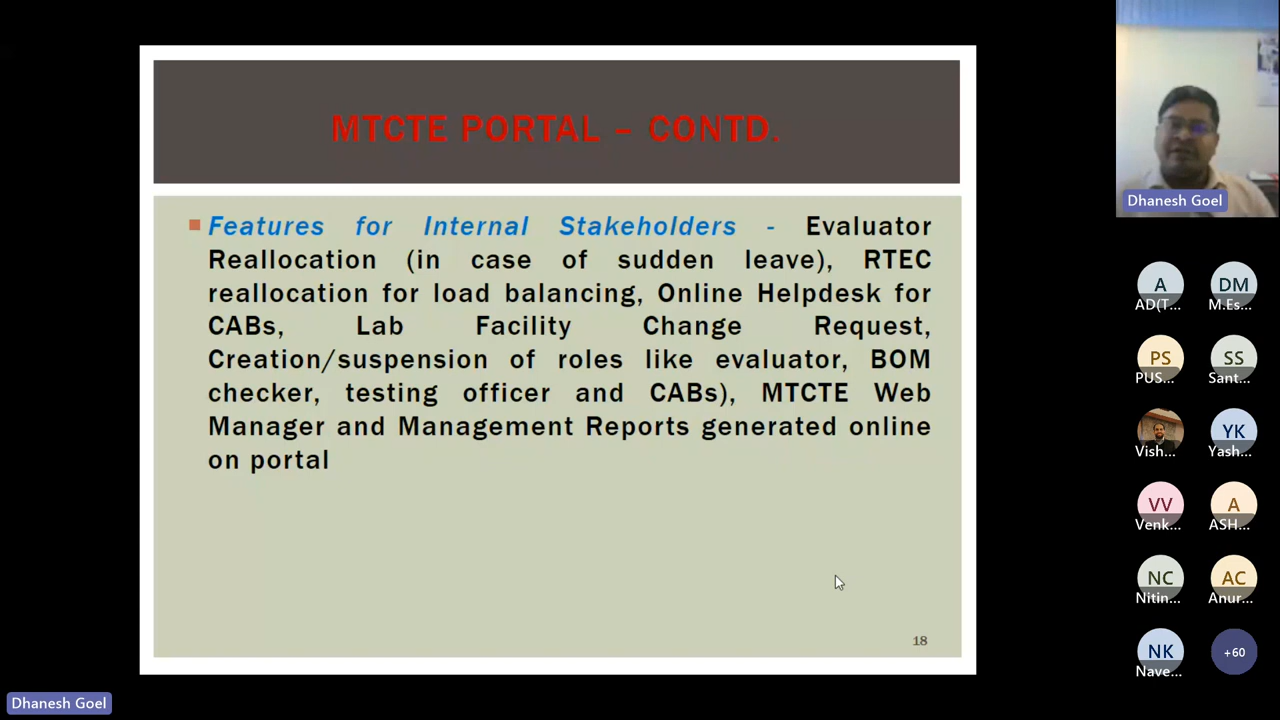 MTCTE PORTAL – CONTD.
Features for Internal Stakeholders - Evaluator
Reallocation (in case of sudden leave), RTEC
reallocation for load balancing, Online Helpdesk for
CABs, Lab Facility Change Request,
Creation/suspension of roles like evaluator, BOM
checker, testing officer and CABs), MTCTE Web
Manager and Management Reports generated online
on portal
18
Dhanesh Goel
A
DM
AD(T...
M.Es...
PS
SS
PUS...
Sant...
YK
Vish...
Yash...
VV
A
Venk...
ASH...
NC
AC
Nitin...
Anur...
NK
+60
Nave...
Dhanesh Goel